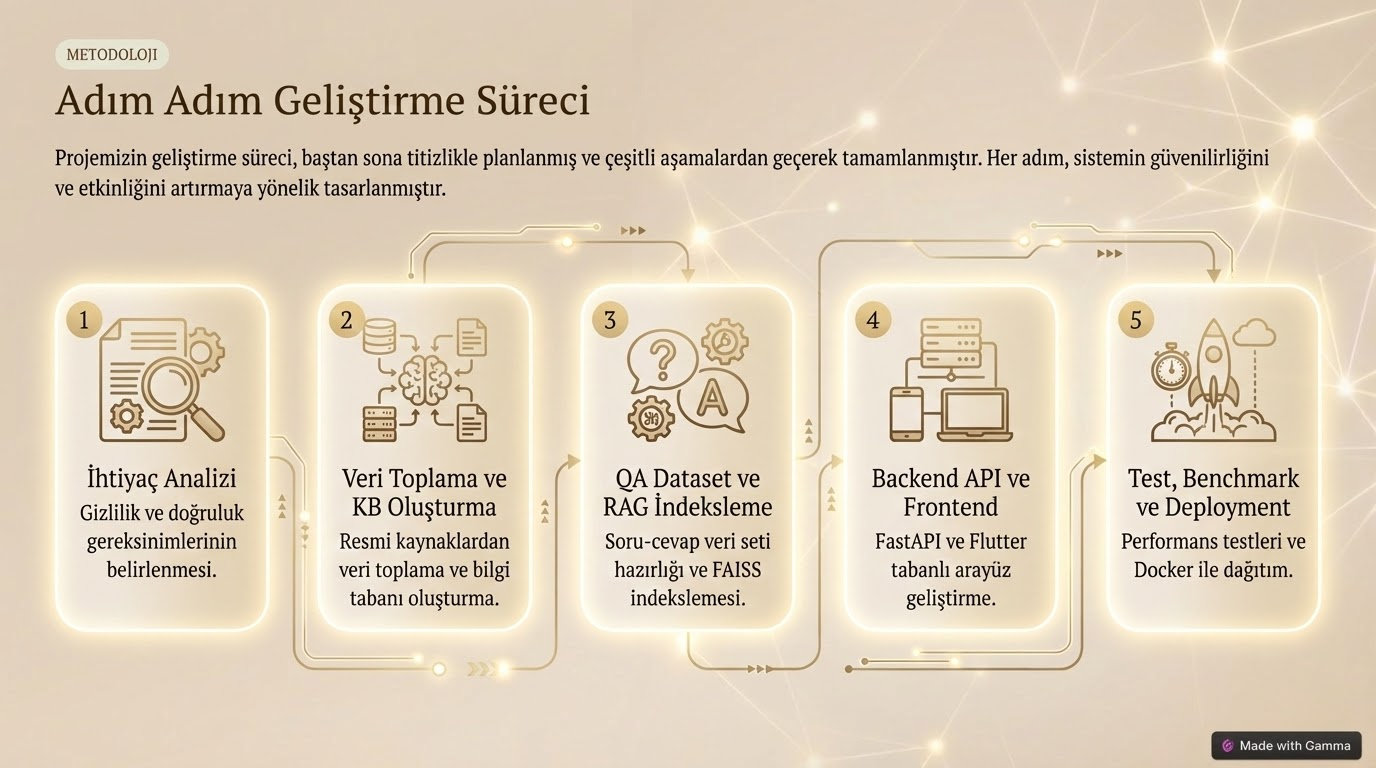 METODOLOJI
Adım Adım Geliştirme Süreci
Projemizin geliştirme süreci, baştan sona titizlikle planlanmış ve çeşitli aşamalardan geçerek tamamlanmıştır. Her adım, sistemin güvenilirliğini
ve etkinliğini artırmaya yönelik tasarlanmıştır.
1
İhtiyaç Analizi
Gizlilik ve doğruluk
gereksinimlerinin
belirlenmesi.
2
Veri Toplama ve
KB Oluşturma
Resmi kaynaklardan
veri toplama ve bilgi
tabanı oluşturma.
3
?
A
QA Dataset ve
RAG İndeksleme
Soru-cevap veri seti
hazırlığı ve FAISS
indekslemesi.
4
Backend API ve
Frontend
FastAPI ve Flutter
tabanlı arayüz
geliştirme.
5
Test, Benchmark
ve Deployment
Performans testleri ve
Docker ile dağıtım.
Made with Gamma